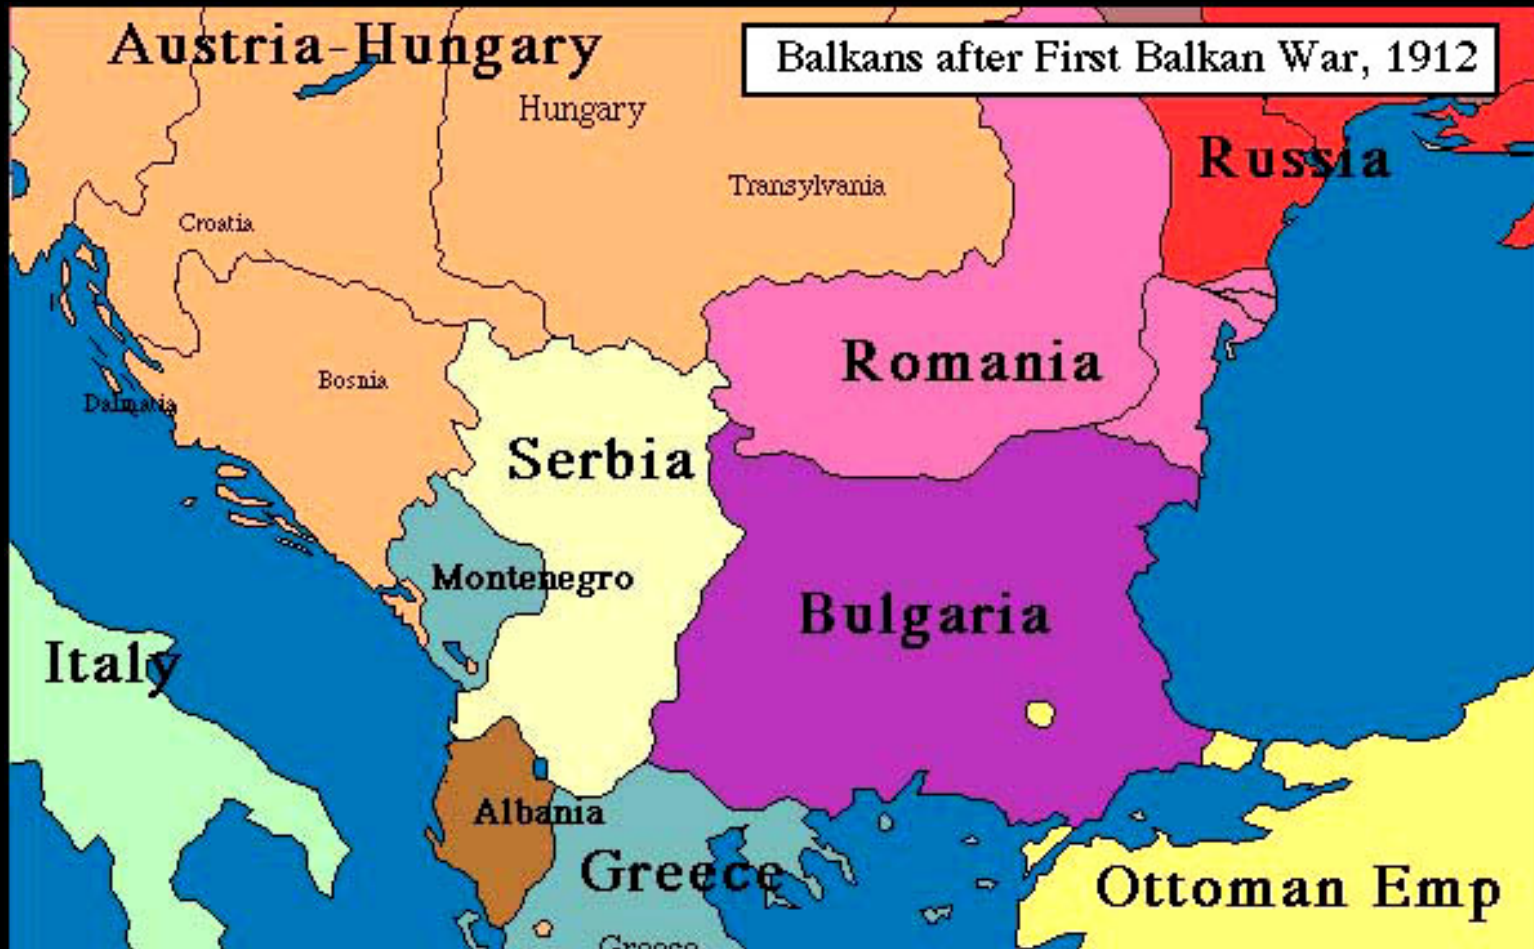 Austria-Hungary
Balkans after First Balkan War, 1912
Hungary
Russia
Transylvania
Croatia
Romania
Bosnia
Dalmatia
Serbia
Montenegro
Bulgaria
Italy
Albania
Greece
Ottoman Emp
Greece